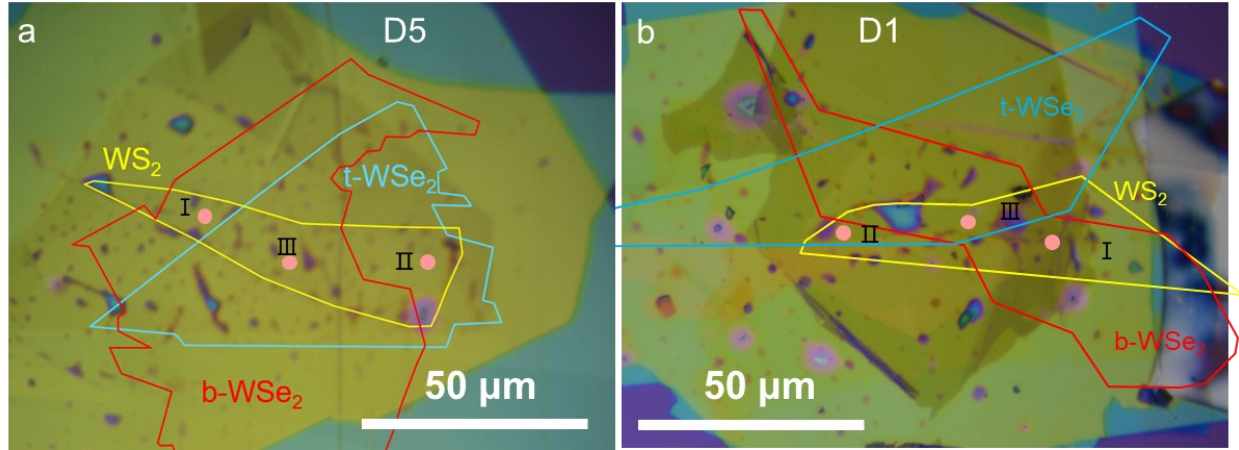 a
D5
WS₂
t-WSe₂
I
III
II
b-WSe₂
50 μm
b
D1
t-WSe₂
WS₂
III
II
I
b-WSe₂
50 μm